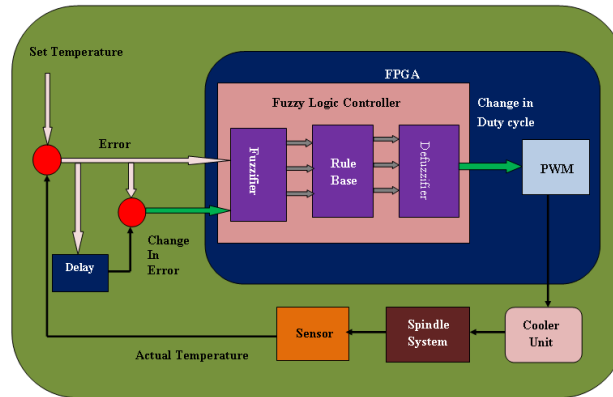 Set Temperature
FPGA
Fuzzy Logic Controller
Change in
Duty cycle
Error
Fuzzifier
Rule
Base
Defuzzifier
PWM
Change
In
Error
Delay
Sensor
Spindle
System
Cooler
Unit
Actual Temperature